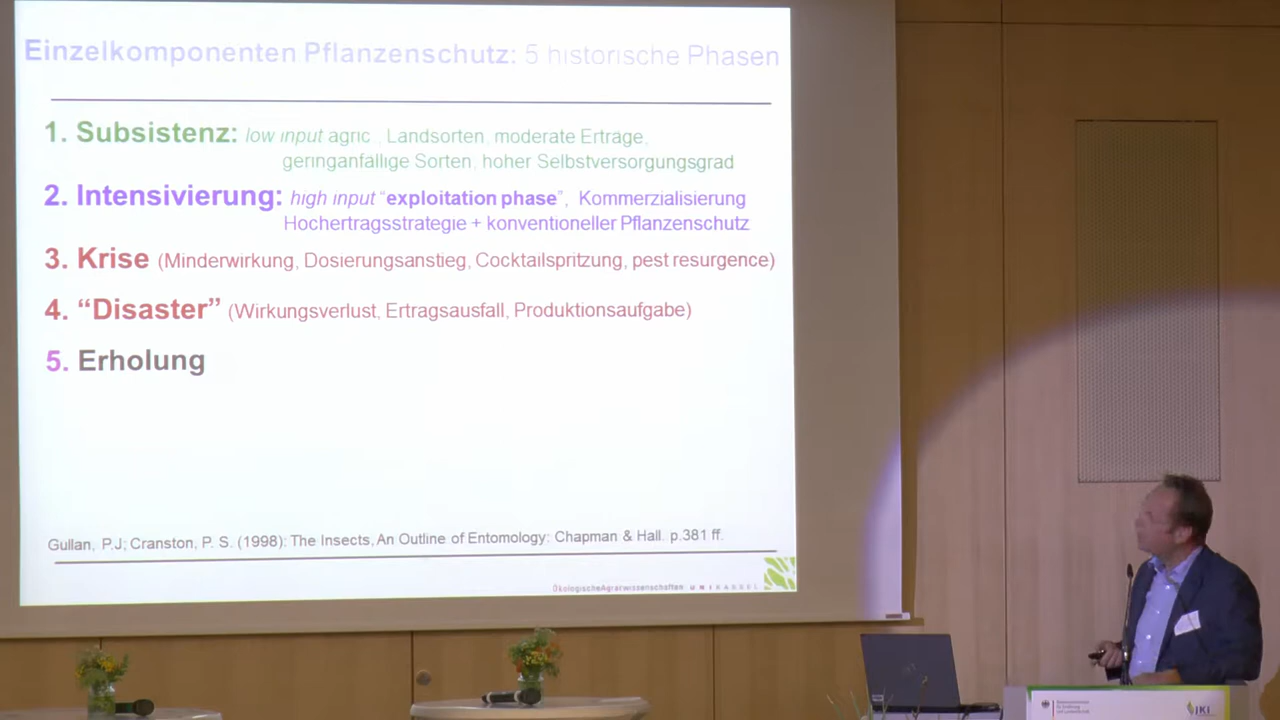 Einzelkomponenten Pflanzenschutz: 5 historische Phasen
1. Subsistenz: low input agric., Landsorten, moderate Erträge,
geringanfällige Sorten, hoher Selbstversorgungsgrad
2. Intensivierung: high input “exploitation phase”, Kommerzialisierung
Hochertragsstrategie + konventioneller Pflanzenschutz
3. Krise (Minderwirkung, Dosierungsanstieg, Cocktailspritzung, pest resurgence)
4. “Disaster” (Wirkungsverlust, Ertragsausfall, Produktionsaufgabe)
5. Erholung
Gullan, P.J; Cranston, P. S. (1998): The Insects, An Outline of Entomology: Chapman & Hall. p.381 ff.
ÖkologischeAgrarwissenschaften UNIKASSEL
JKI